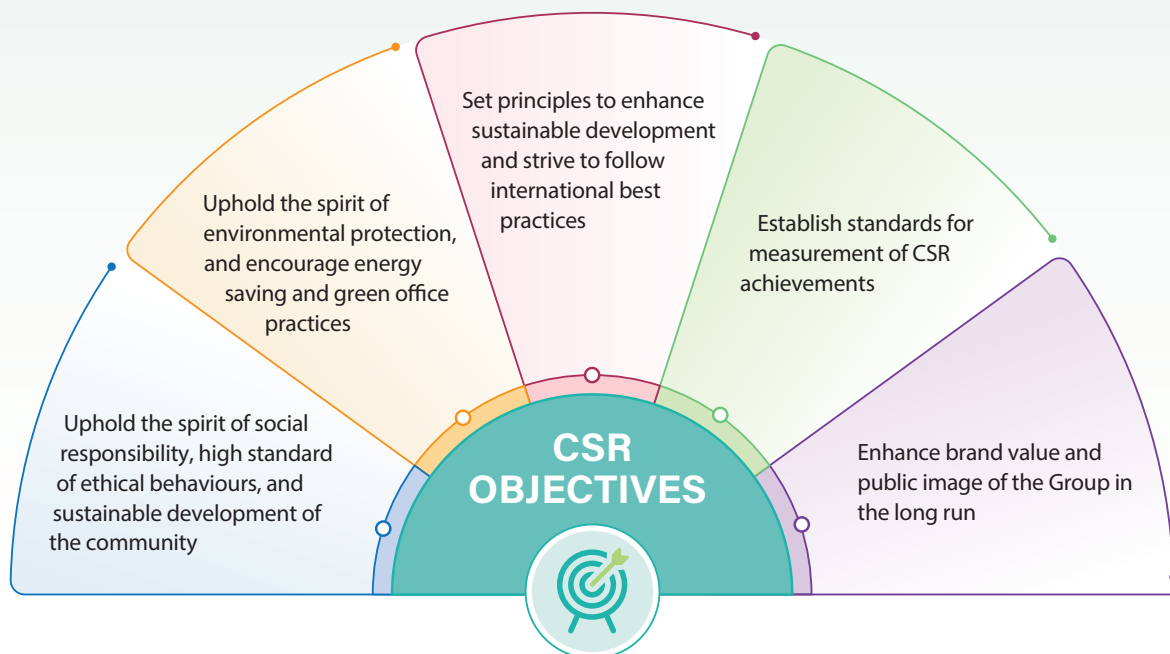 Uphold the spirit of social
responsibility, high standard
of ethical behaviours, and
sustainable development of
the community
Uphold the spirit of
environmental protection,
and encourage energy
saving and green office
practices
Set principles to enhance
sustainable development
and strive to follow
international best
practices
Establish standards for
measurement of CSR
achievements
Enhance brand value and
public image of the Group in
the long run
CSR
OBJECTIVES